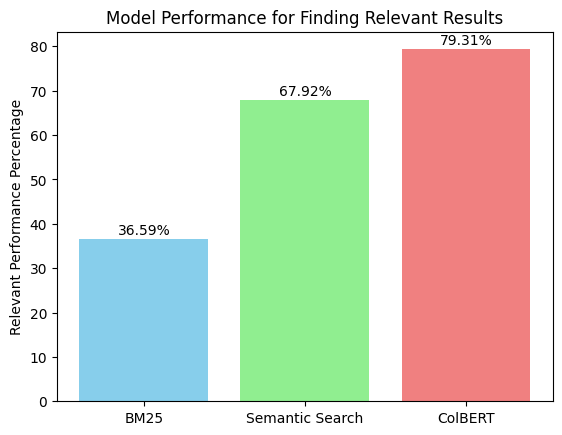 Model Performance for Finding Relevant Results
Relevant Performance Percentage
80
70
60
50
40
30
20
10
0
36.59%
67.92%
79.31%
BM25
Semantic Search
ColBERT